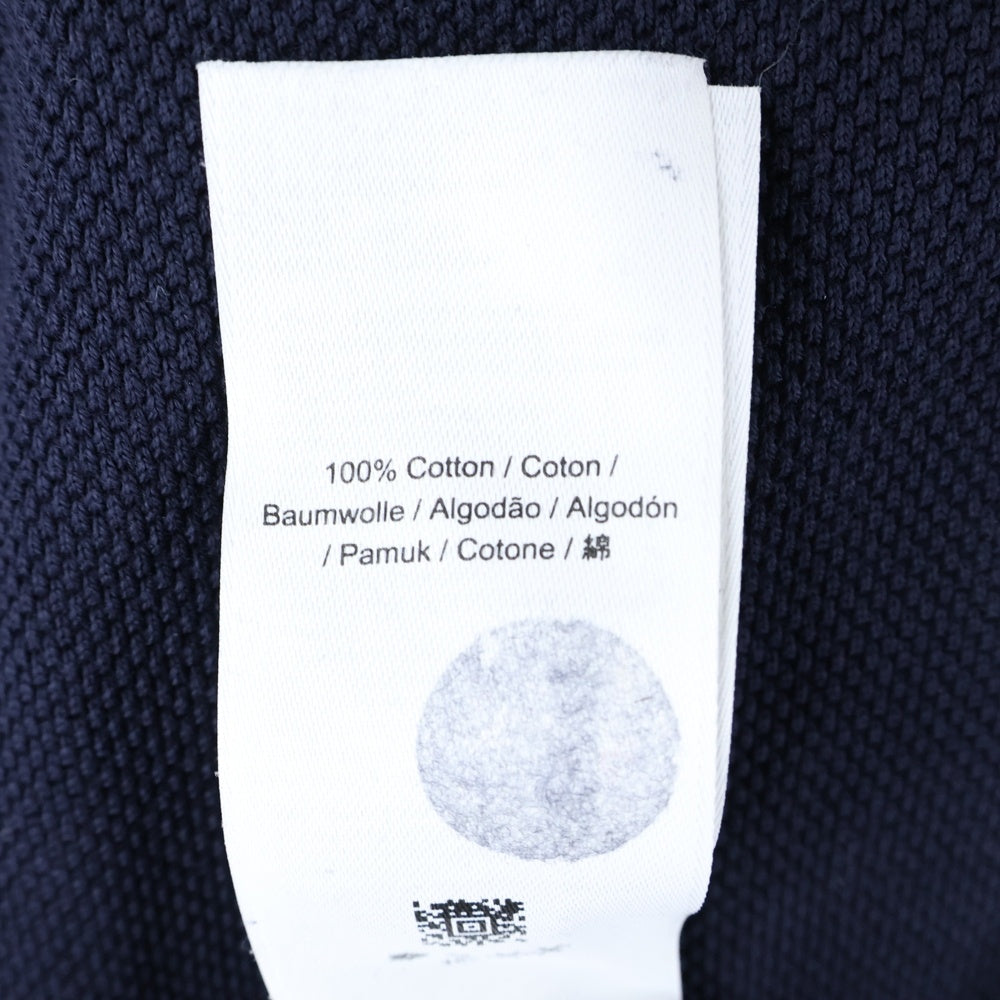 100% Cotton / Coton /
Baumwolle / Algodão / Algodón
/ Pamuk / Cotone / 綿